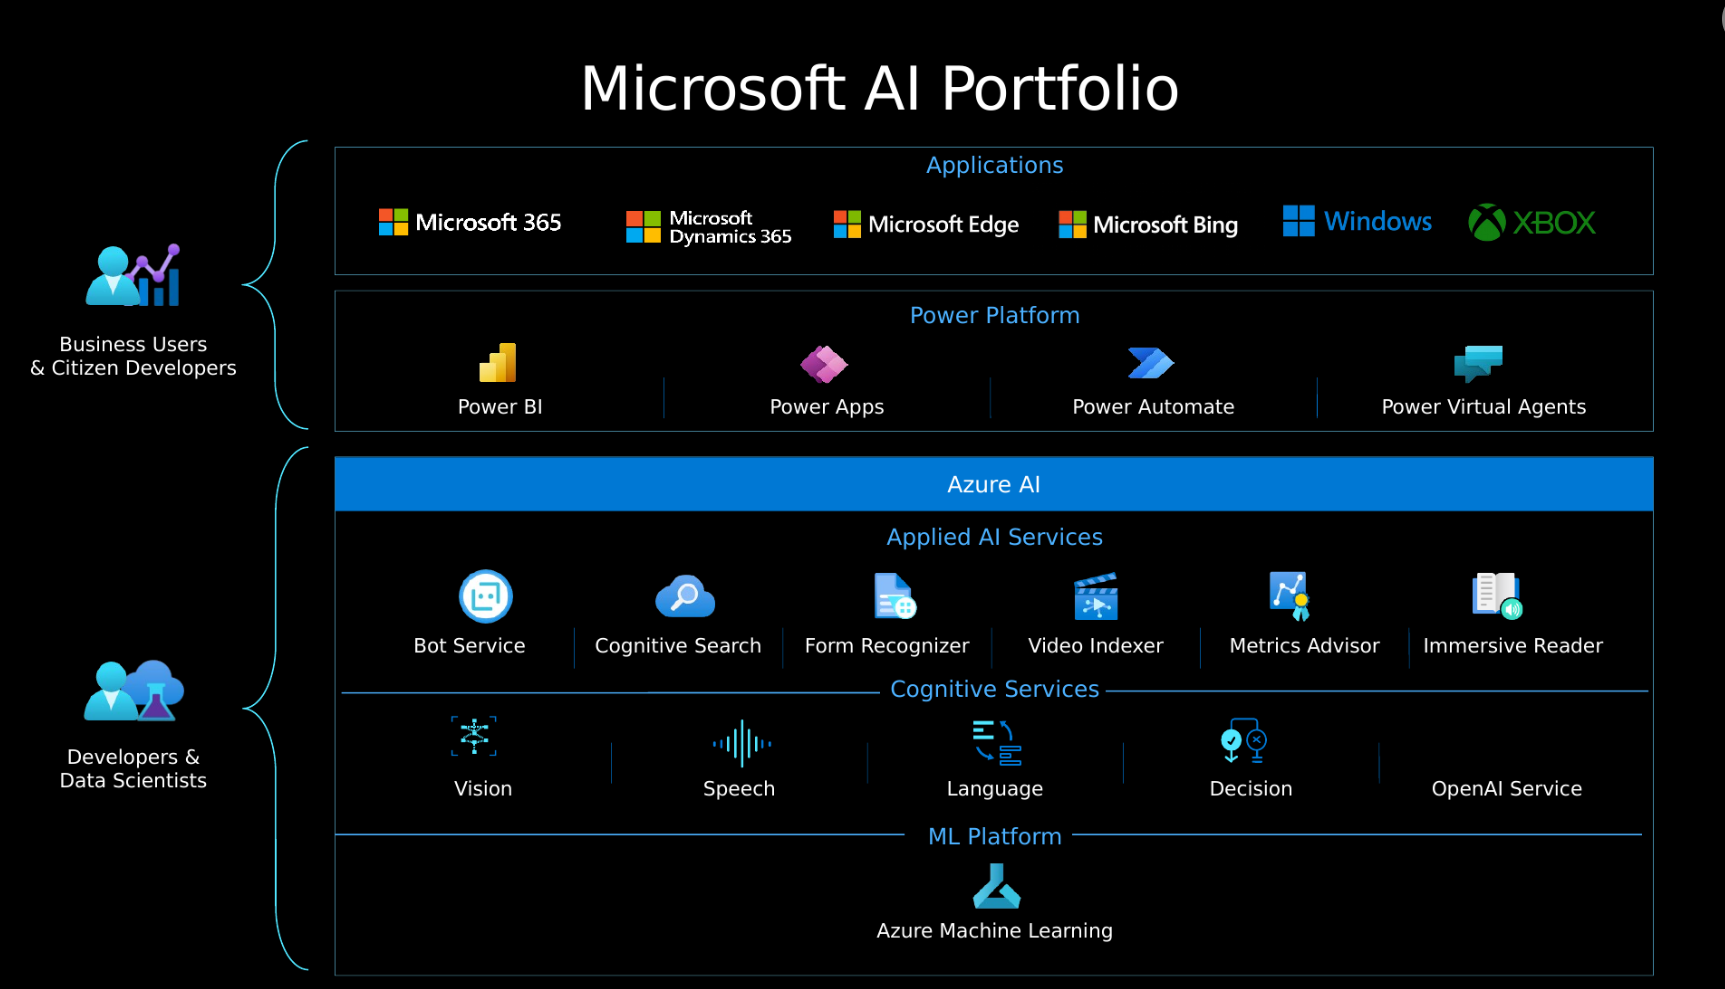 Microsoft AI Portfolio
Applications
Microsoft 365
Microsoft
Dynamics 365
Microsoft Edge
Microsoft Bing
Windows
XBOX
Business Users
& Citizen Developers
Power Platform
Power BI
Power Apps
Power Automate
Power Virtual Agents
Azure AI
Applied AI Services
Bot Service
Cognitive Search
Form Recognizer
Video Indexer
Metrics Advisor
Immersive Reader
Developers &
Data Scientists
Cognitive Services
Vision
Speech
Language
Decision
OpenAI Service
ML Platform
Azure Machine Learning